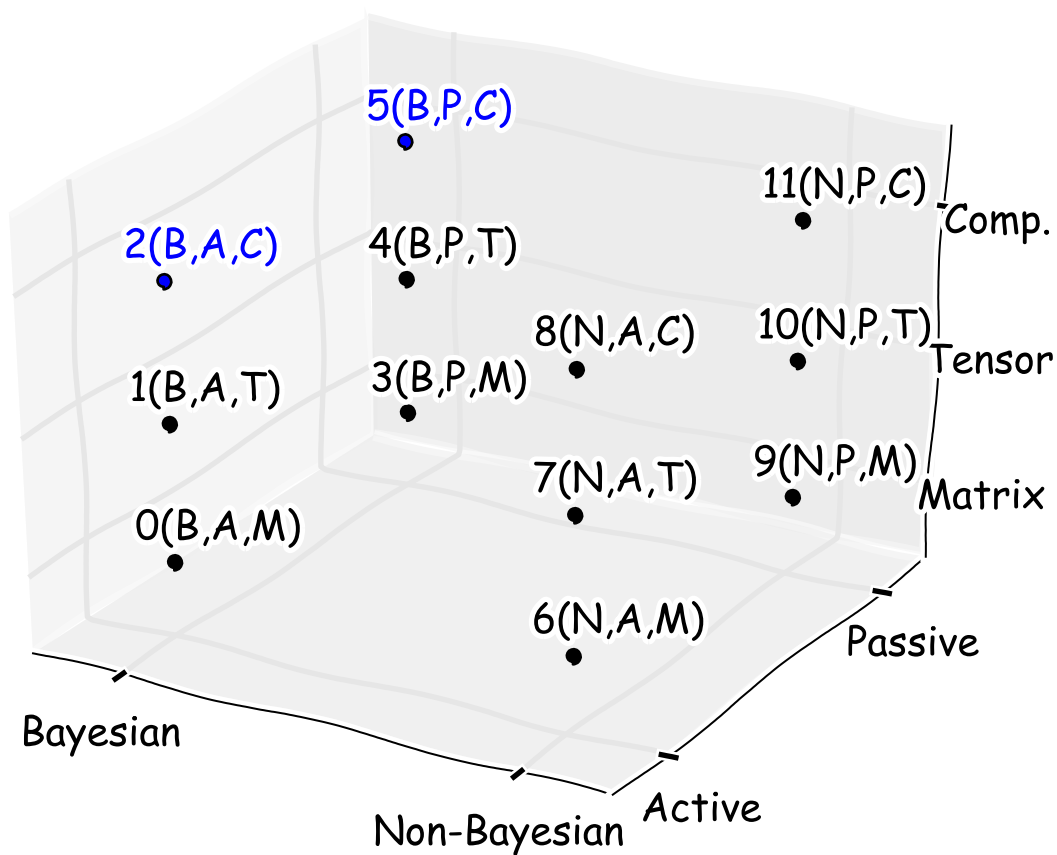 5(B,P,C)
11(N,P,C)
Comp.
2(B,A,C)
4(B,P,T)
8(N,A,C)
10(N,P,T)
Tensor
1(B,A,T)
3(B,P,M)
7(N,A,T)
9(N,P,M)
Matrix
0(B,A,M)
6(N,A,M)
Passive
Bayesian
Active
Non-Bayesian